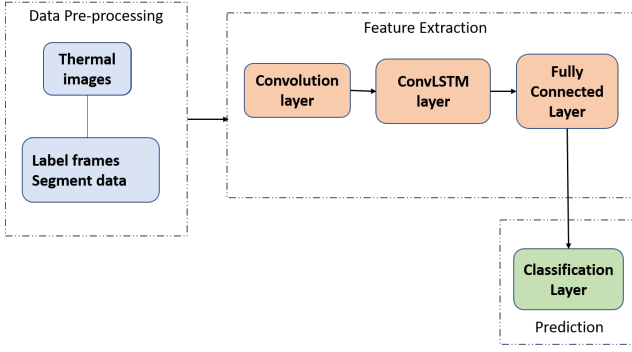 Data Pre-processing
Thermal
images
Label frames
Segment data
Feature Extraction
Convolution
layer
ConvLSTM
layer
Fully
Connected
Layer
Classification
Layer
Prediction